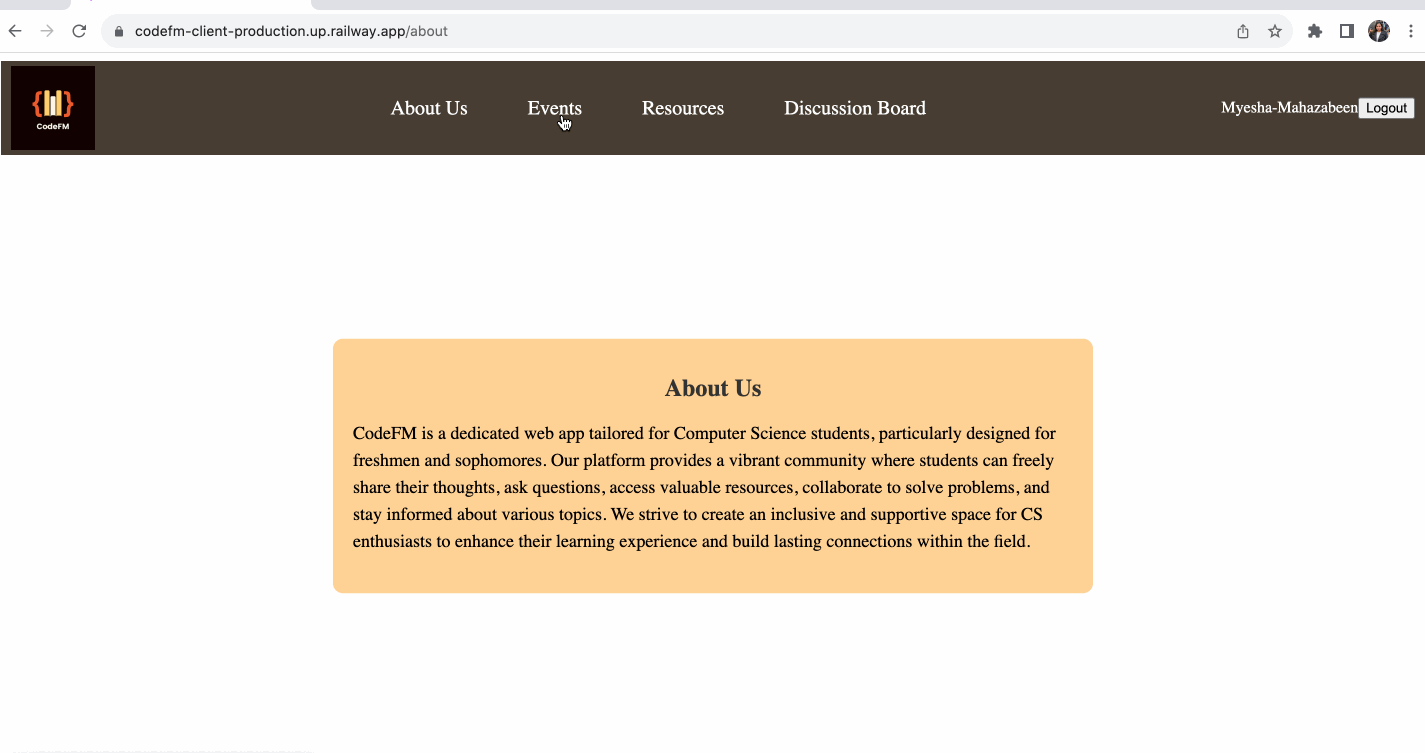 codefm-client-production.up.railway.app/about
CodeFM
About Us
Events
Resources
Discussion Board
Myesha-Mahazabeen
Logout
About Us
CodeFM is a dedicated web app tailored for Computer Science students, particularly designed for
freshmen and sophomores. Our platform provides a vibrant community where students can freely
share their thoughts, ask questions, access valuable resources, collaborate to solve problems, and
stay informed about various topics. We strive to create an inclusive and supportive space for CS
enthusiasts to enhance their learning experience and build lasting connections within the field.